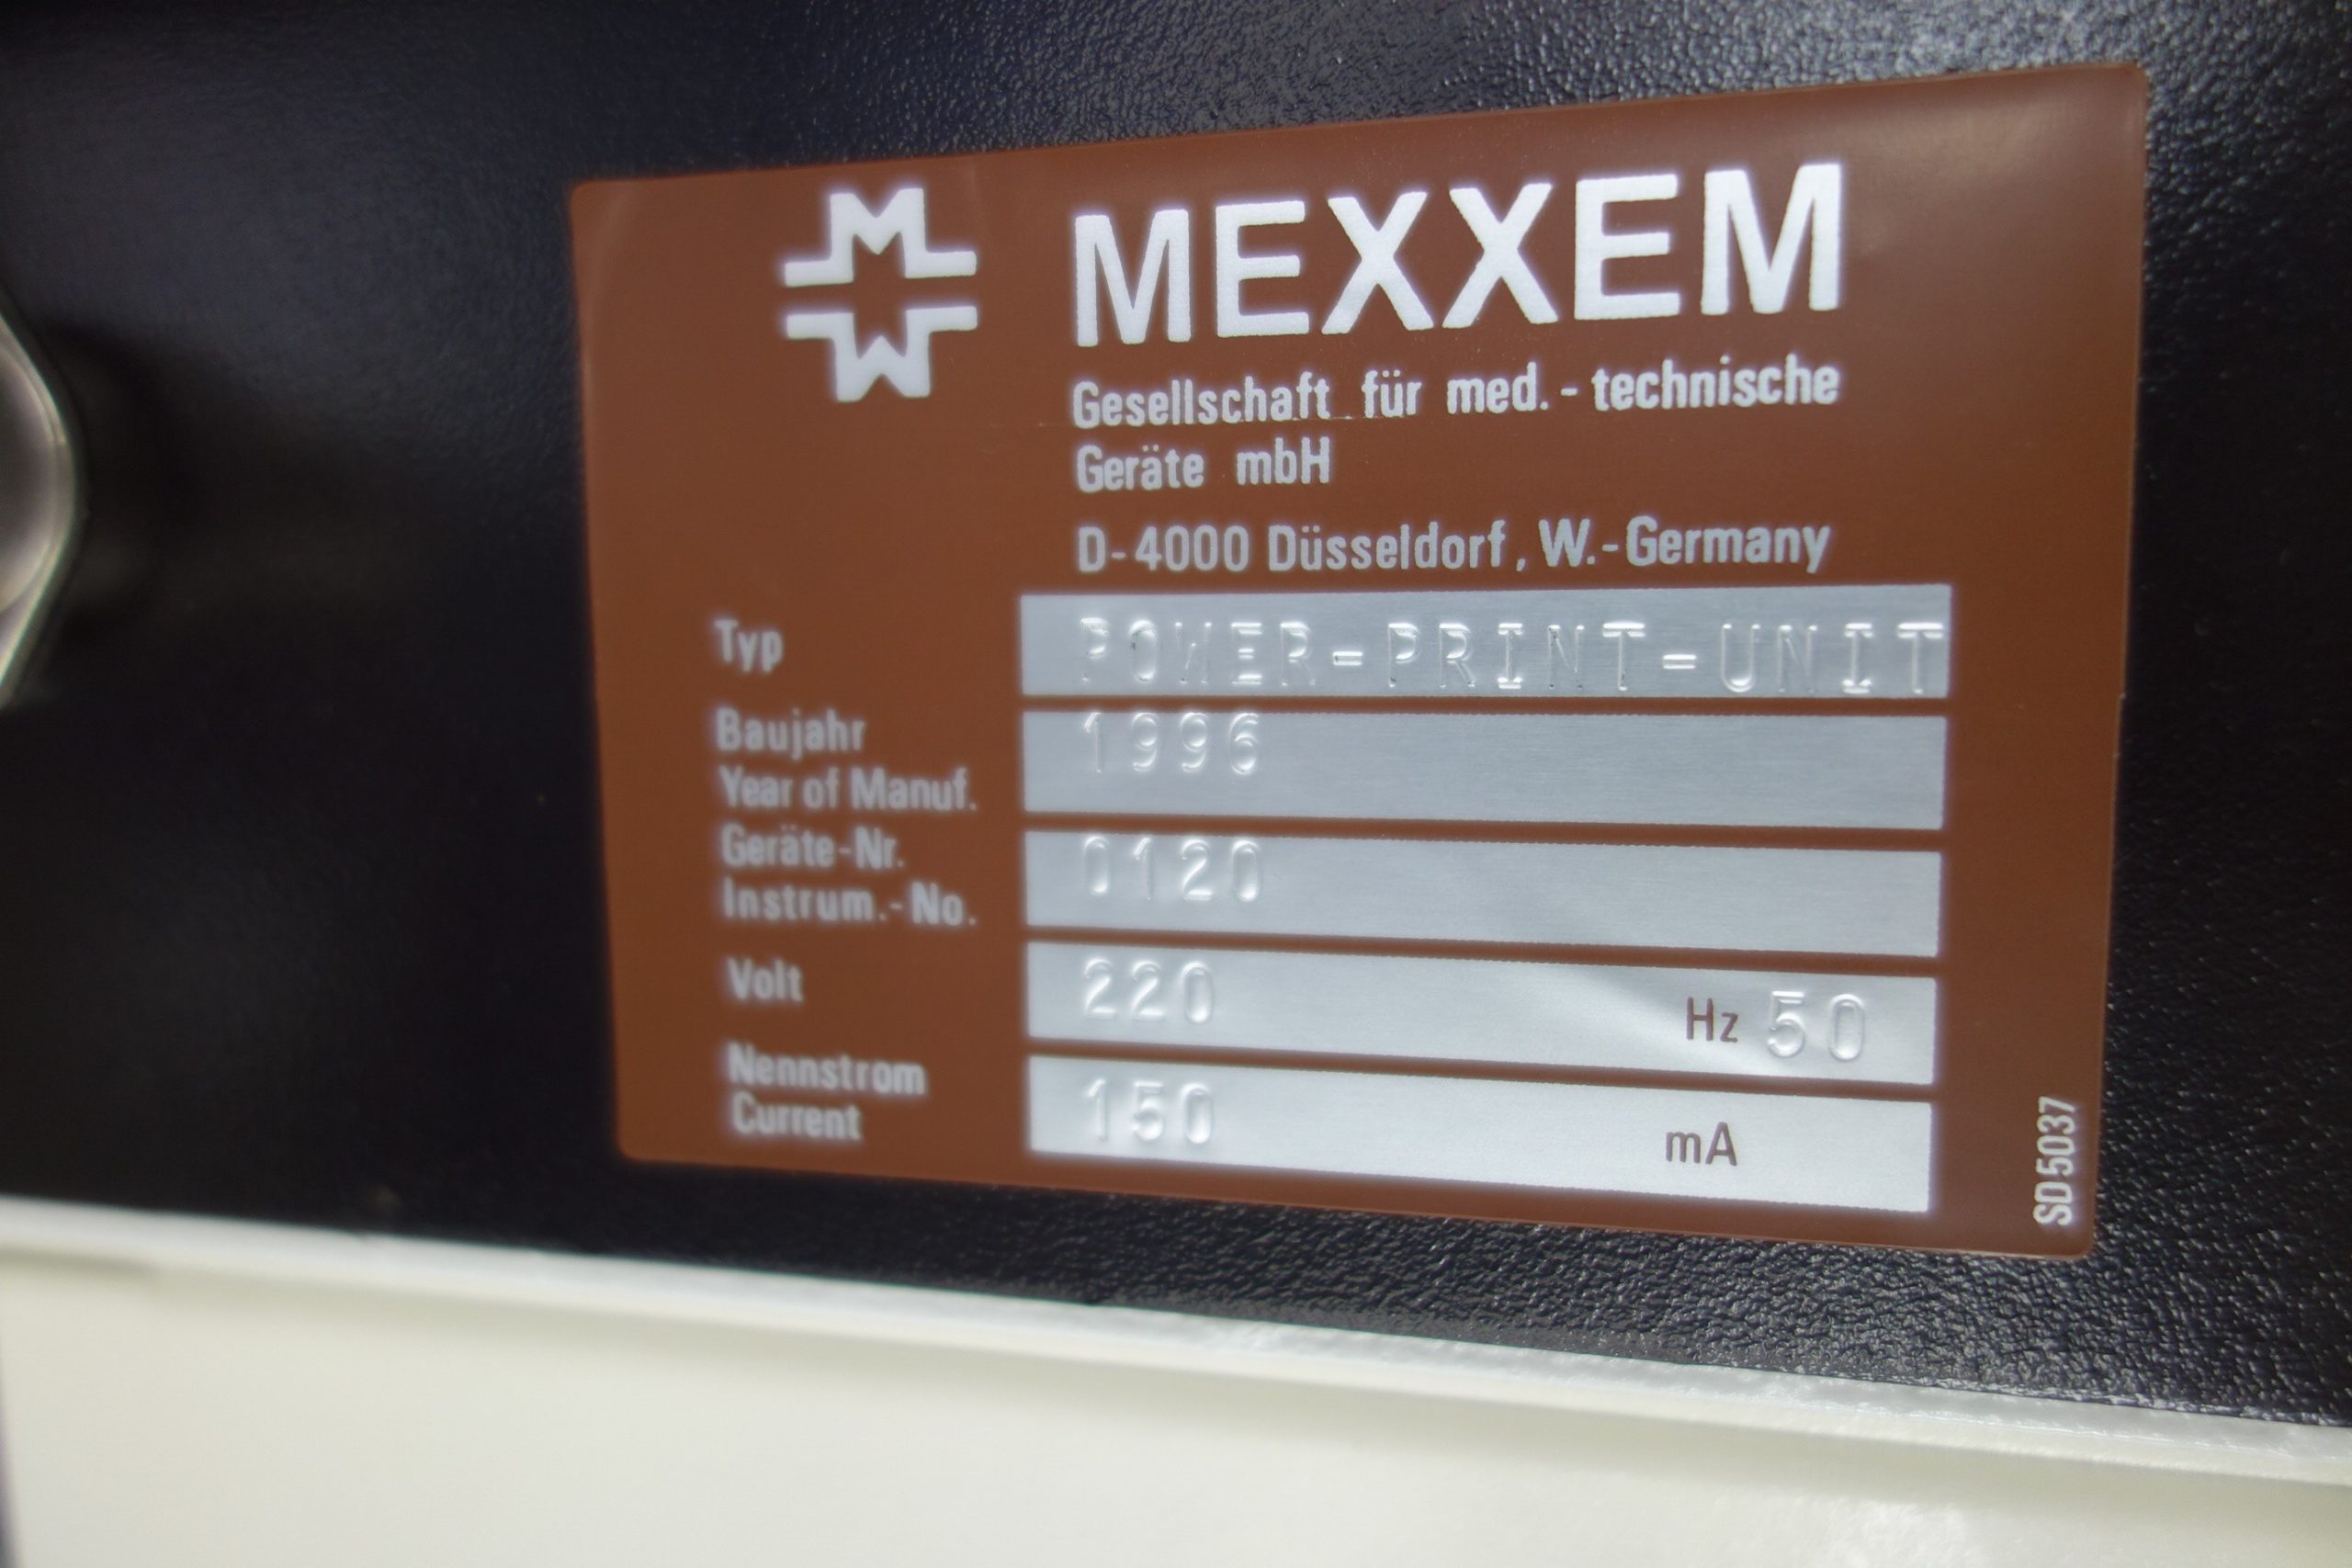 MEXXEM
Gesellschaft für med.-technische
Geräte mbH
D-4000 Düsseldorf, W.-Germany
Typ POWER-PRINT-UNIT
Baujahr 1996
Year of Manuf.
Geräte-Nr. 0120
Instrum.-No.
Volt 220 Hz 50
Nennstrom 150 mA
Current
SD5037